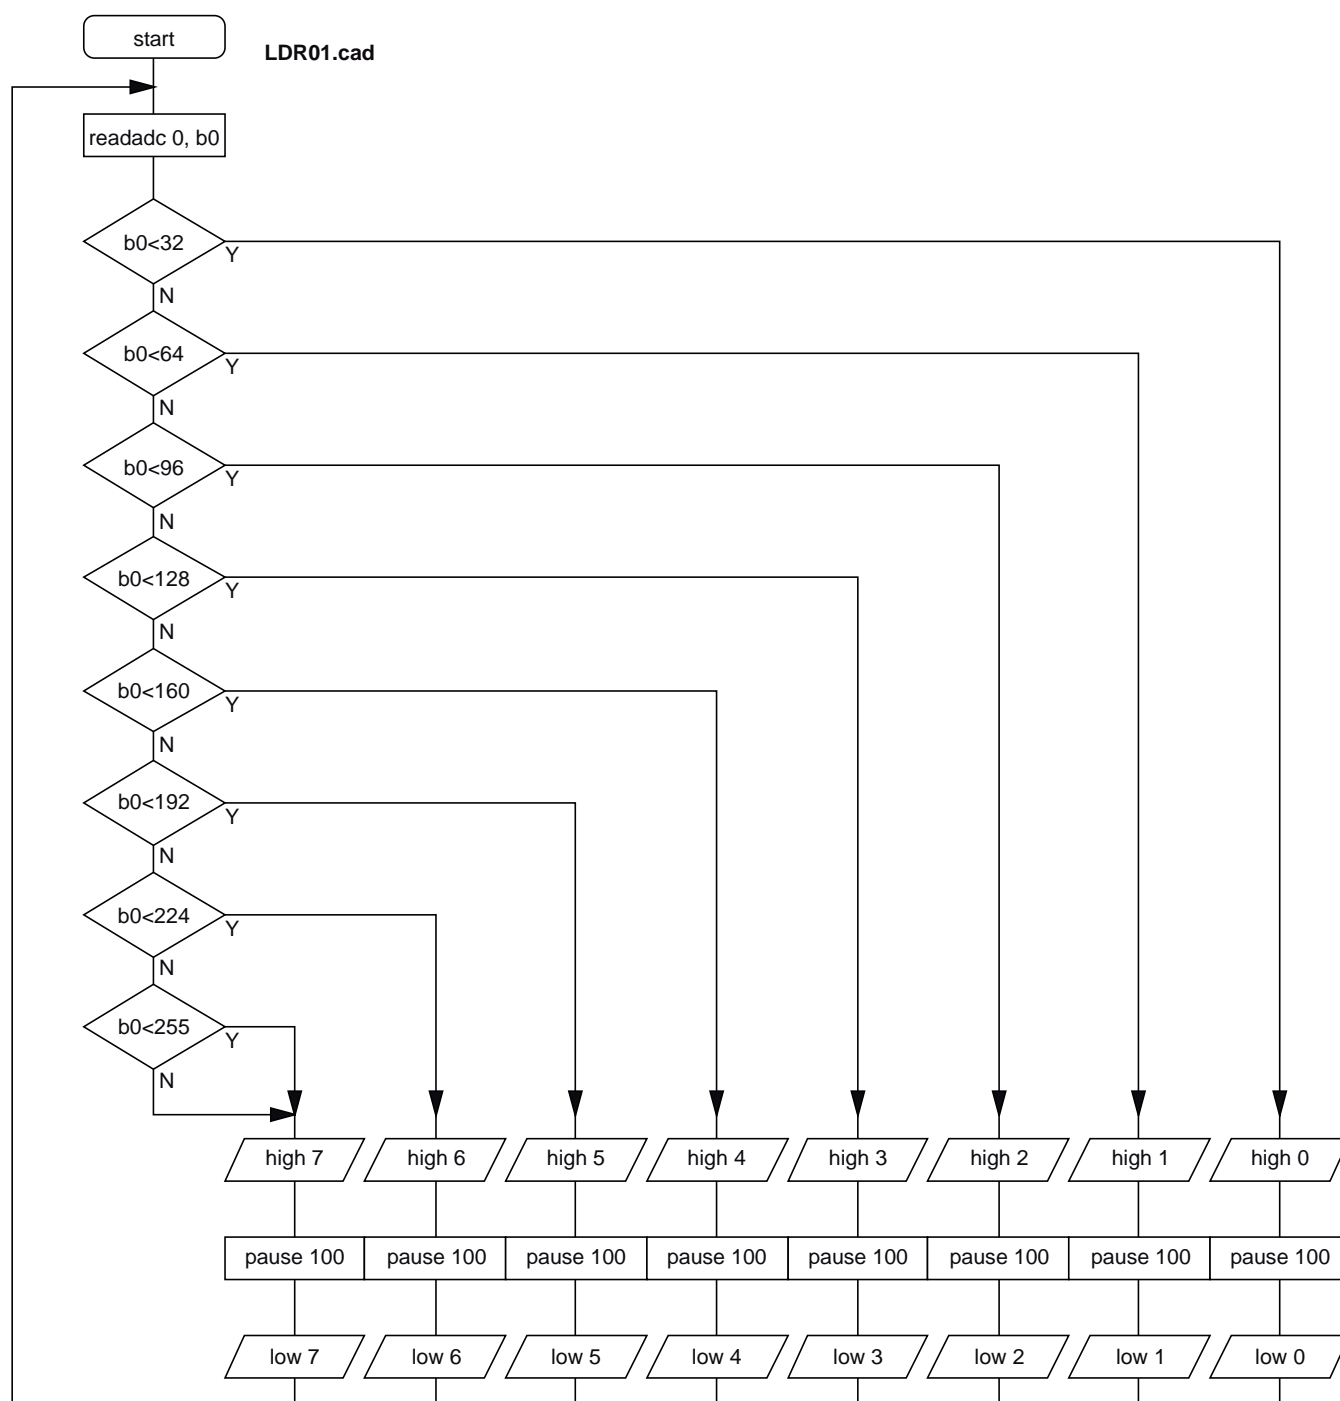 start
LDR01.cad
readadc 0, b0
b0<32
Y
N
b0<64
Y
N
b0<96
Y
N
b0<128
Y
N
b0<160
Y
N
b0<192
Y
N
b0<224
Y
N
b0<255
Y
N
high 7 high 6 high 5 high 4 high 3 high 2 high 1 high 0
pause 100 pause 100 pause 100 pause 100 pause 100 pause 100 pause 100 pause 100
low 7 low 6 low 5 low 4 low 3 low 2 low 1 low 0